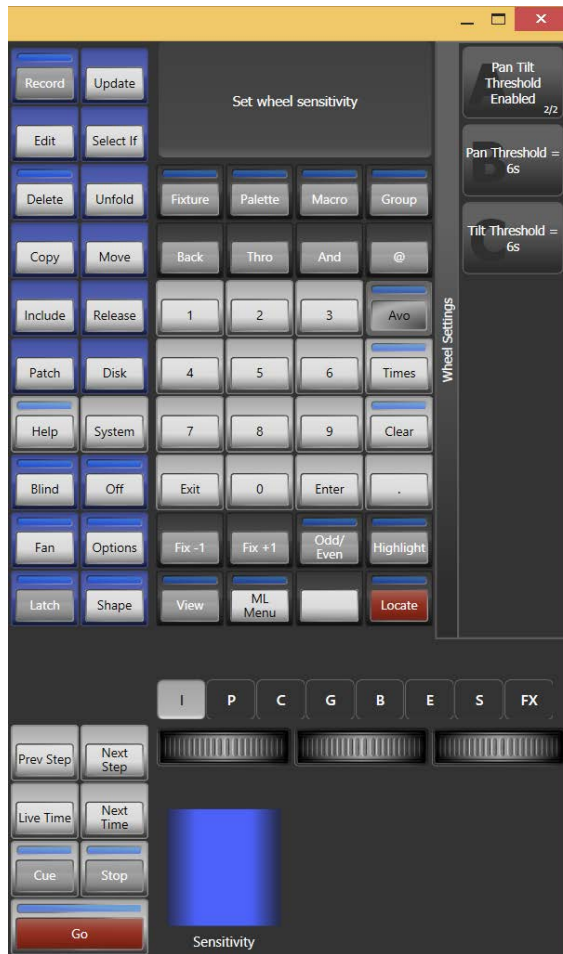 Record
Update
Set wheel sensitivity
A
Pan Tilt
Threshold
Enabled
2/2
Edit
Select If
B
Pan Threshold =
6s
Delete
Unfold
Fixture
Palette
Macro
Group
C
Tilt Threshold =
6s
Copy
Move
Back
Thro
And
@
Wheel Settings
Include
Release
1
2
3
Avo
Patch
Disk
4
5
6
Times
Help
System
7
8
9
Clear
Blind
Off
Exit
0
Enter
.
Fan
Options
Fix -1
Fix +1
Odd/
Even
Highlight
Latch
Shape
View
ML
Menu
Locate
I
P
C
G
B
E
S
FX
Prev Step
Next
Step
Live Time
Next
Time
Cue
Stop
Go
Sensitivity